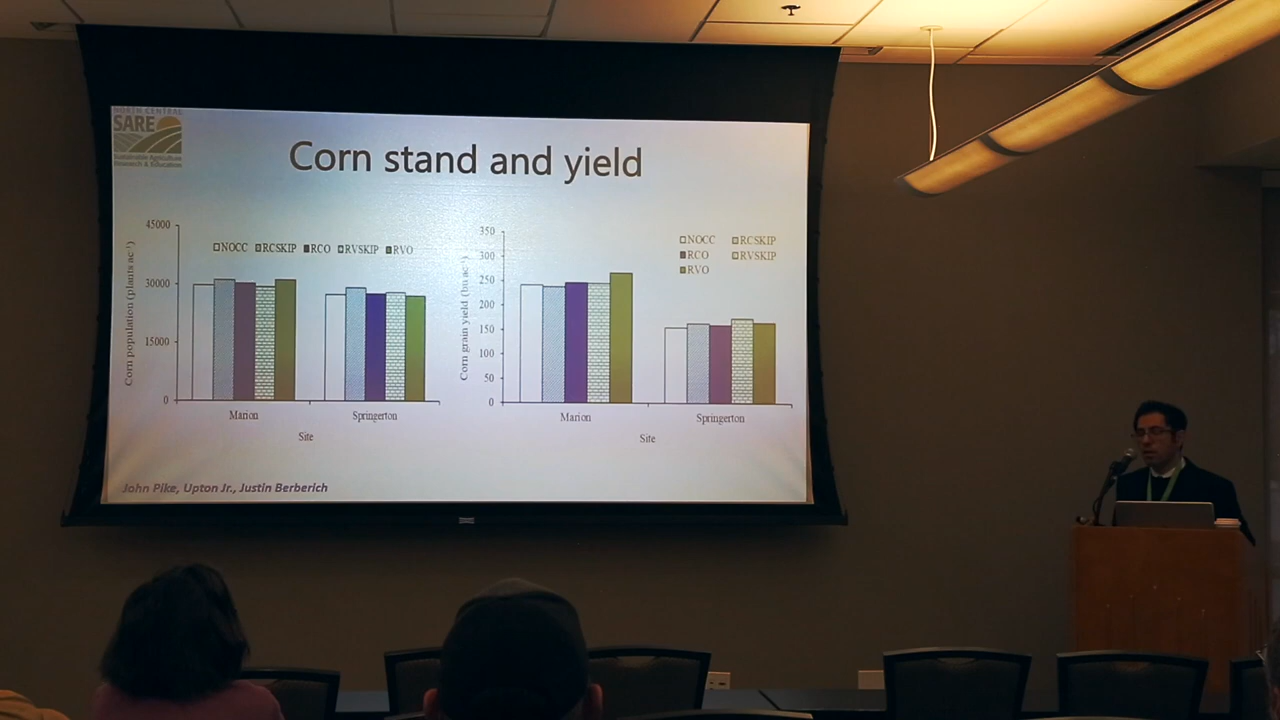 NORTH CENTRAL
SARE
Sustainable Agriculture
Research & Education
Corn stand and yield
Corn population (plants ac⁻¹)
45000
30000
15000
0
NOCC RCSKIP RCO RVSKIP RVO
Marion
Springerton
Site
Corn grain yield (bu ac⁻¹)
350
300
250
200
150
100
50
0
NOCC RCSKIP
RCO RVSKIP
RVO
Marion
Springerton
Site
John Pike, Upton Jr., Justin Berberich